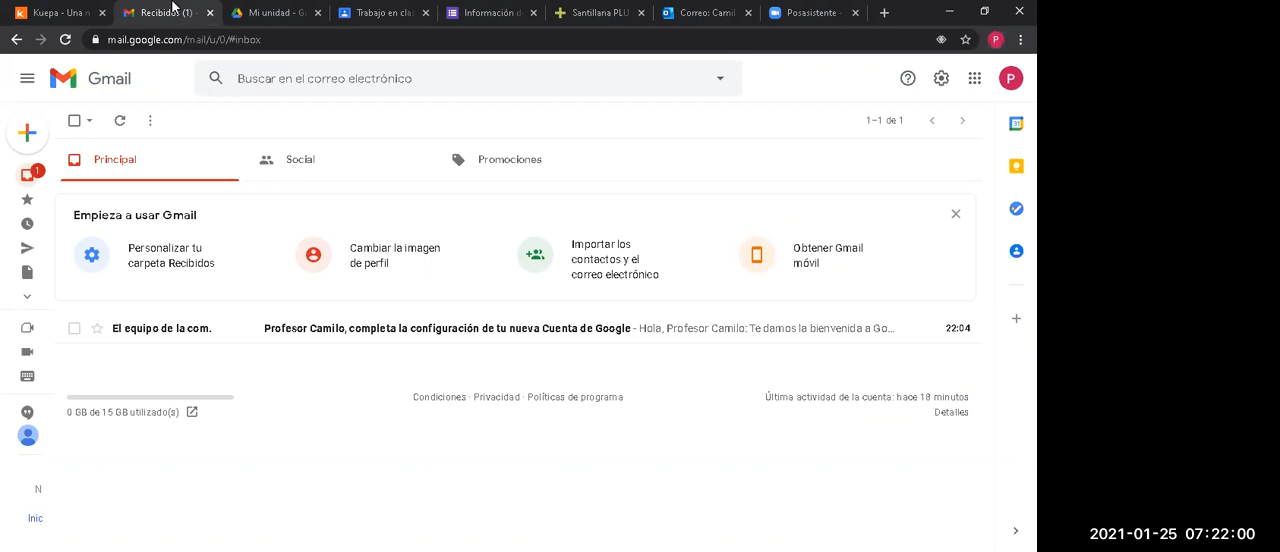 Kuepa - Una n
Recibidos (1) -
Mi unidad - G
Trabajo en cla
Información d
Santillana PLU
Correo: Camil
Posasistente -
mail.google.com/mail/u/0/#inbox
P
Gmail
Buscar en el correo electrónico
P
1–1 de 1
Principal
Social
Promociones
1
Empieza a usar Gmail
Personalizar tu
carpeta Recibidos
Cambiar la imagen
de perfil
Importar los
contactos y el
correo electrónico
Obtener Gmail
móvil
El equipo de la com.
Profesor Camilo, completa la configuración de tu nueva Cuenta de Google - Hola, Profesor Camilo: Te damos la bienvenida a Go...
22:04
0 GB de 15 GB utilizado(s)
Condiciones · Privacidad · Políticas de programa
Última actividad de la cuenta: hace 18 minutos
Detalles
N
Inic
2021-01-25 07:22:00